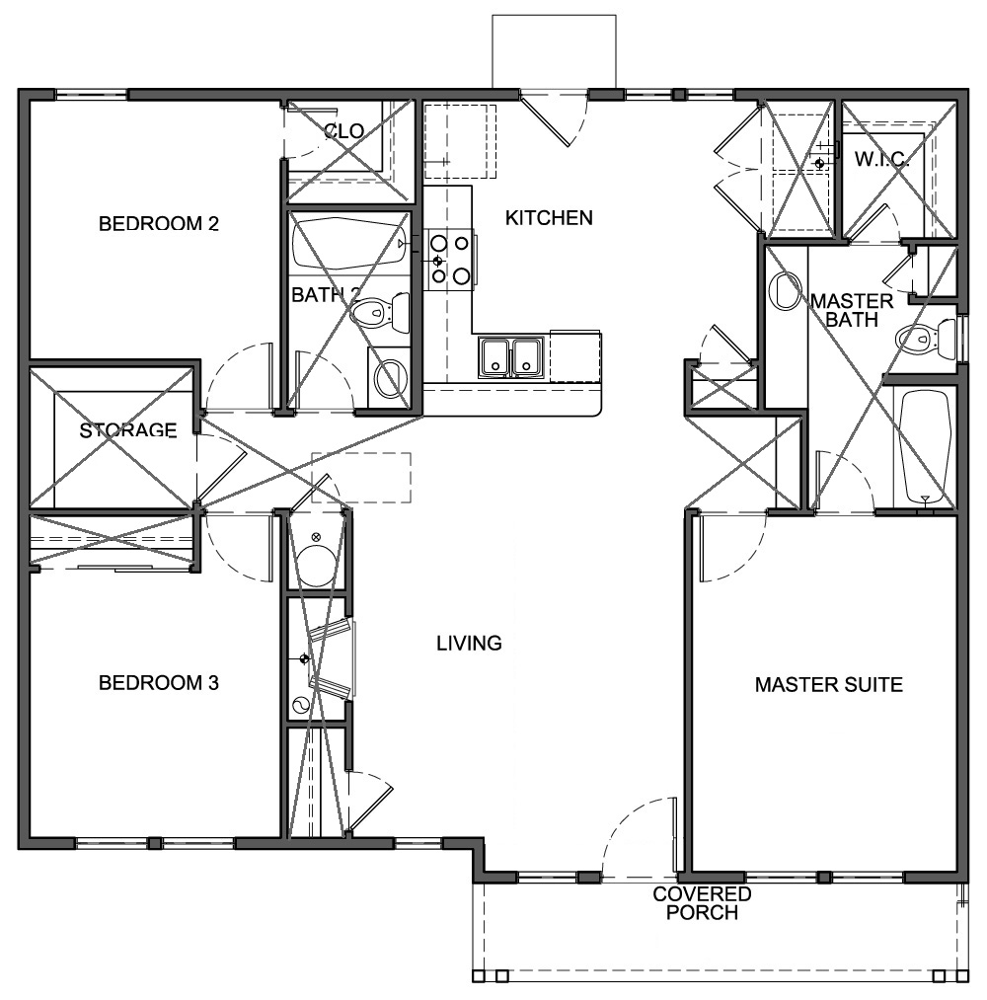 CLO
W.I.C.
BEDROOM 2
KITCHEN
BATH 2
MASTER
BATH
STORAGE
LIVING
BEDROOM 3
MASTER SUITE
COVERED
PORCH